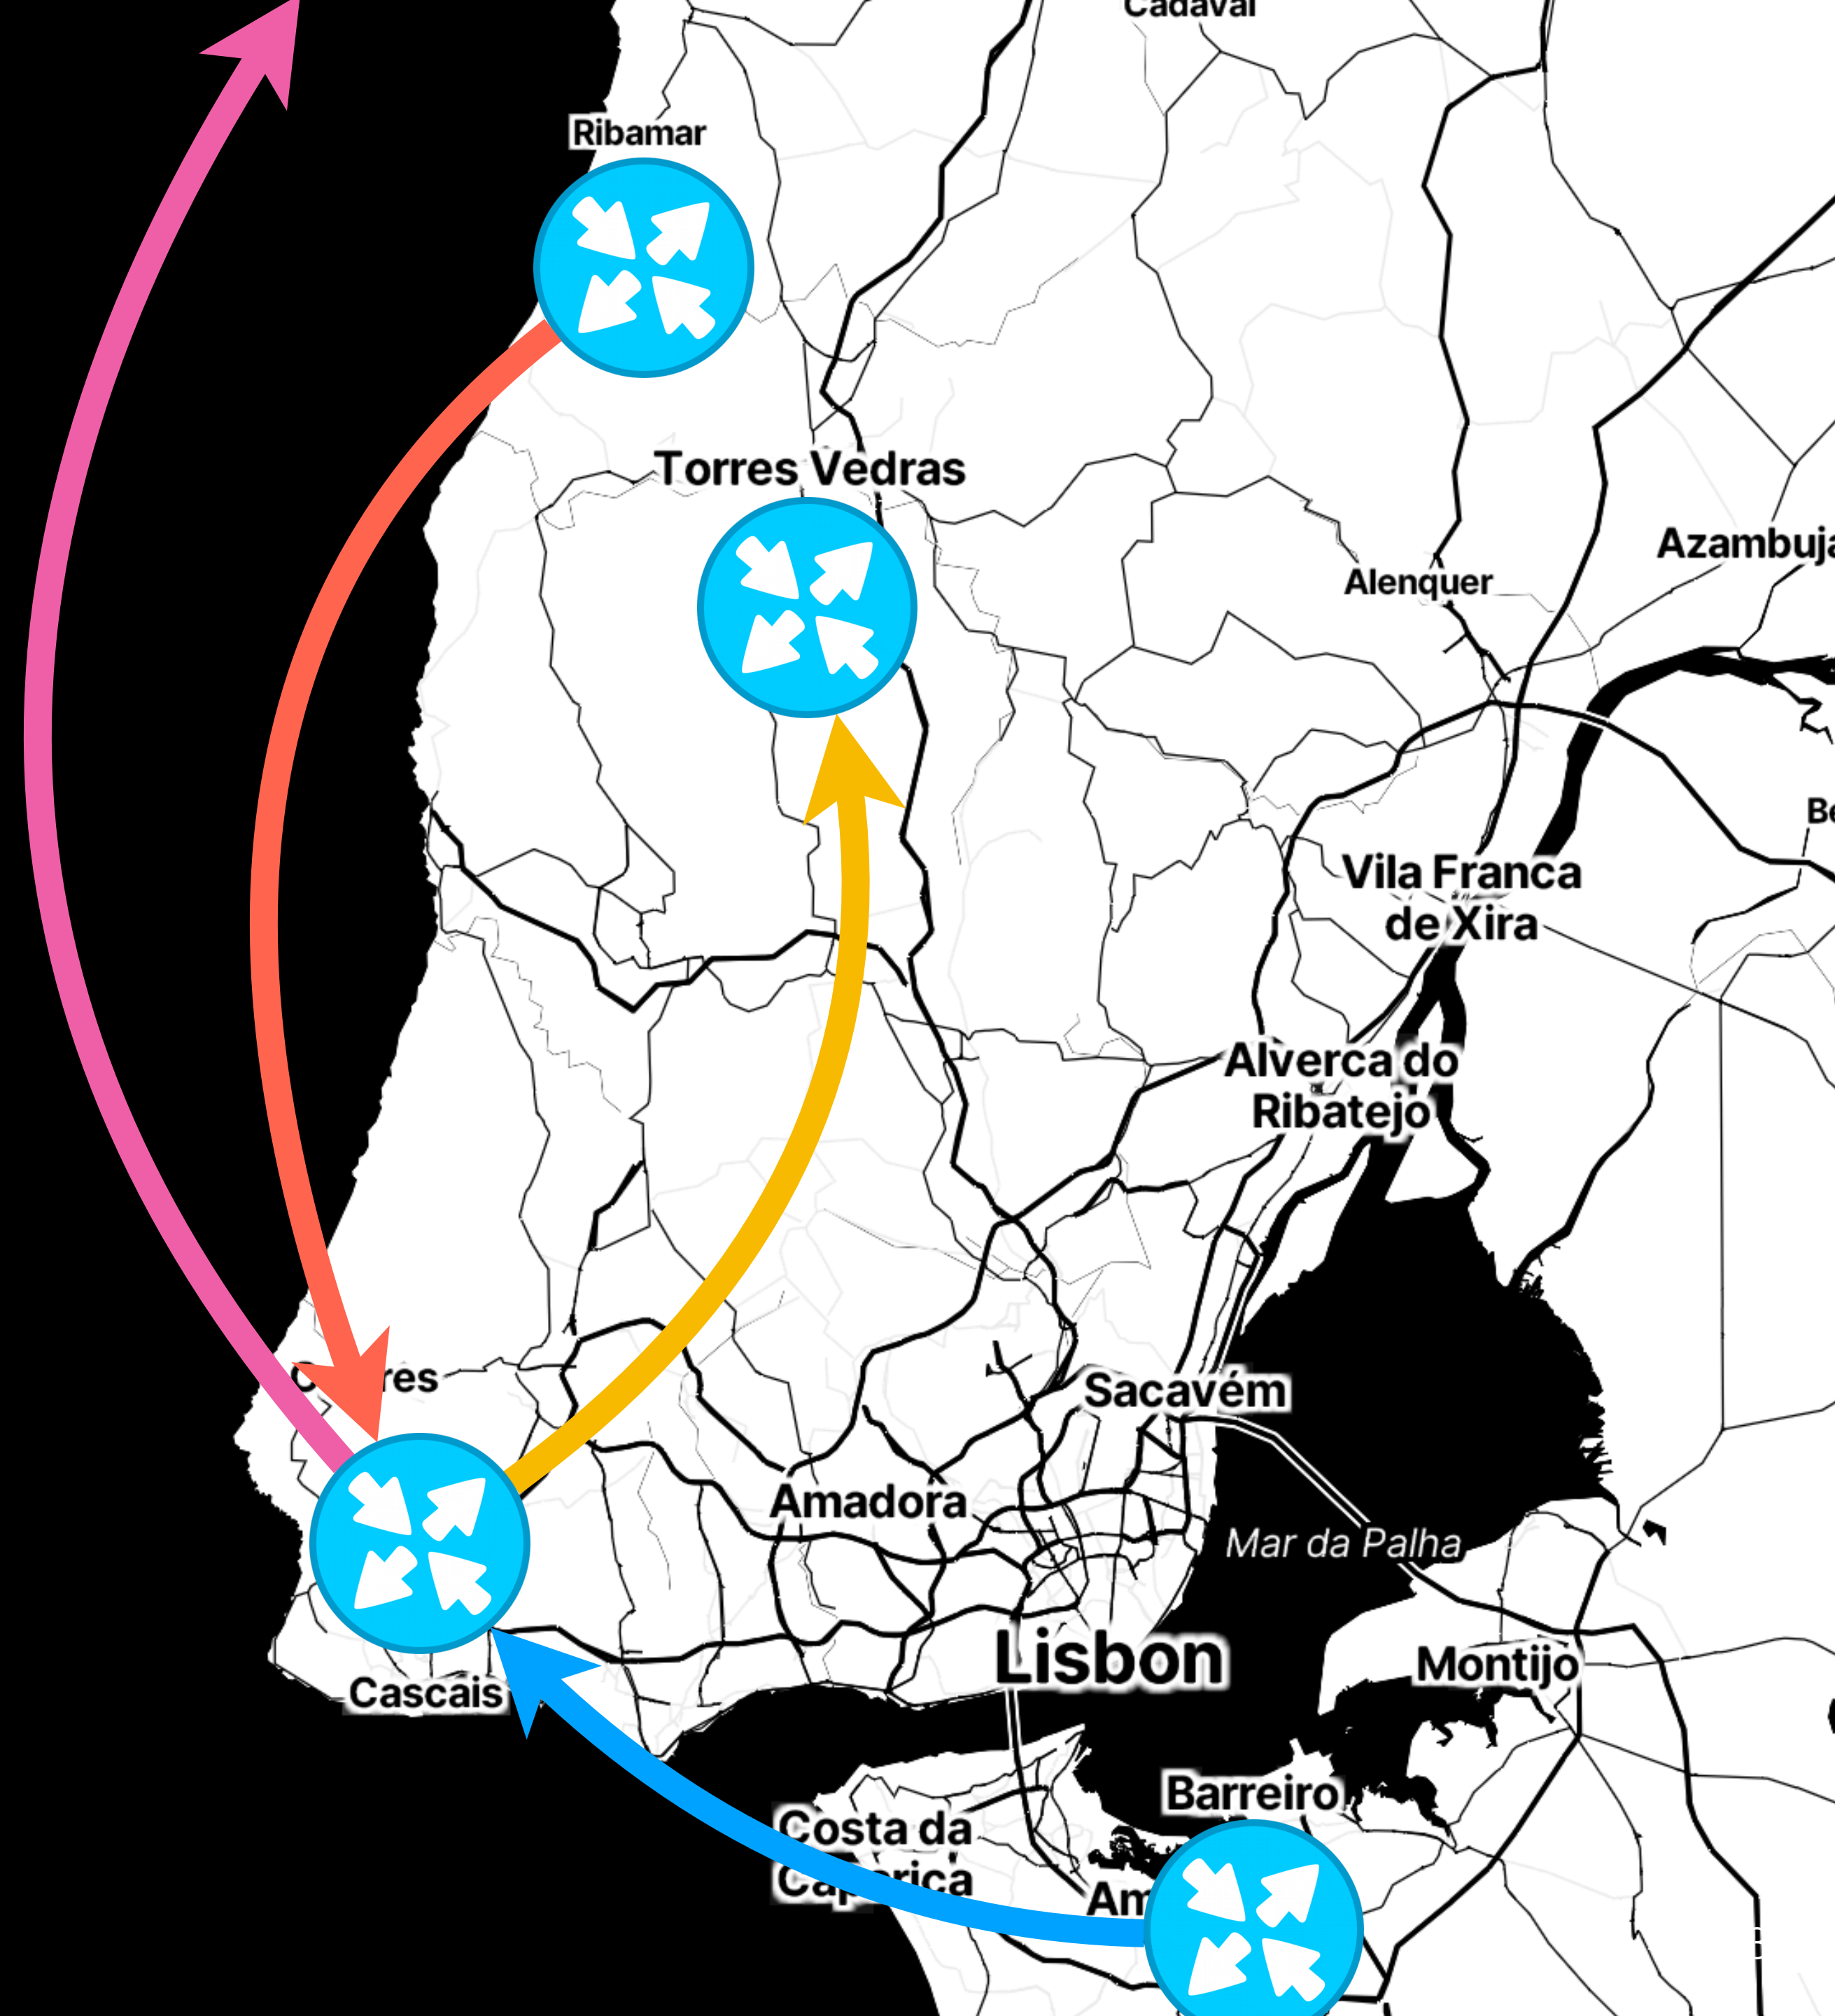 Cadaval
Ribamar
Torres Vedras
Alenquer
Vila Franca
de Xira
Alverca do
Ribatejo
Sacavém
Amadora
Mar da Palha
Lisbon
Montijo
Cascais
Barreiro
Costa da